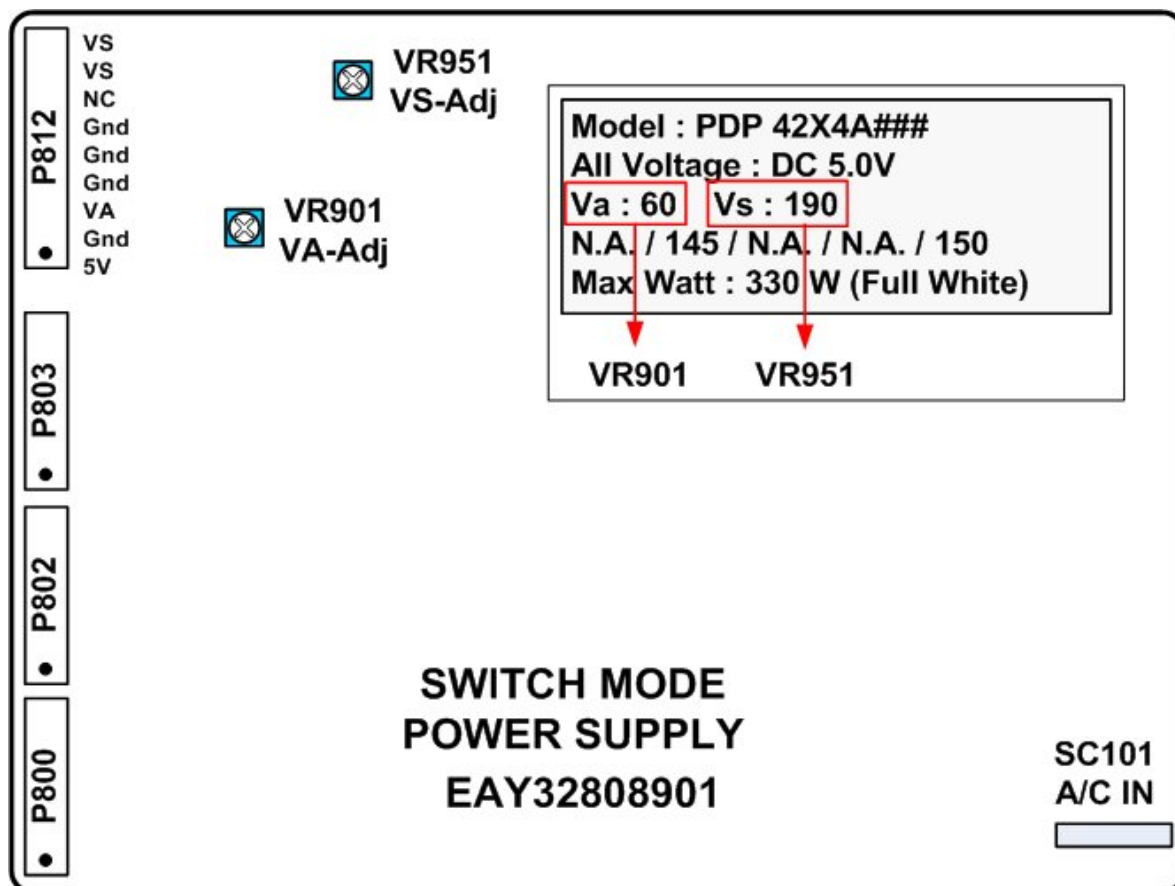 P812
VS
VS
NC
Gnd
Gnd
Gnd
VA
Gnd
5V
VR951
VS-Adj
VR901
VA-Adj
Model : PDP 42X4A###
All Voltage : DC 5.0V
Va : 60 Vs : 190
N.A. / 145 / N.A. / N.A. / 150
Max Watt : 330 W (Full White)
VR901 VR951
P803
P802
P800
SWITCH MODE
POWER SUPPLY
EAY32808901
SC101
A/C IN